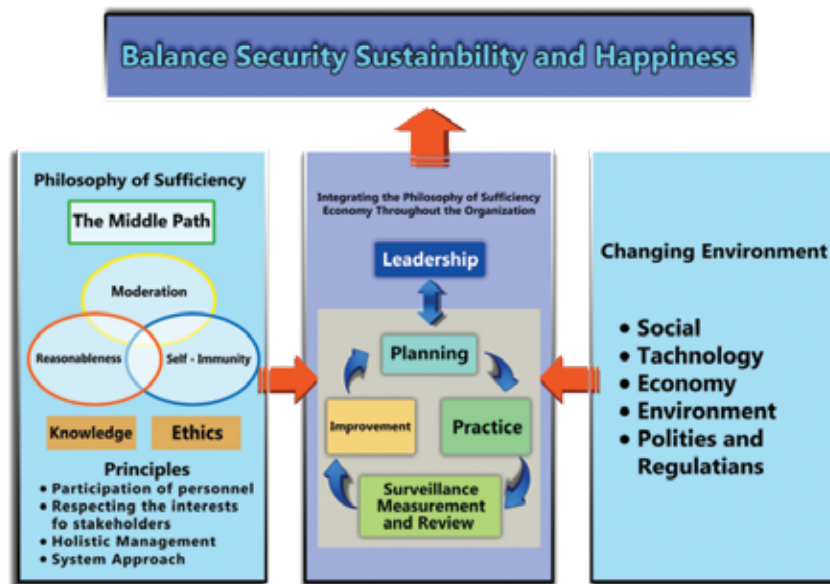 Balance Security Sustainbility and Happiness
Philosophy of Sufficiency
The Middle Path
Moderation
Reasonableness
Self - Immunity
Knowledge
Ethics
Principles
• Participation of personnel
• Respecting the interests
fo stakeholders
• Holistic Management
• System Approach
Integrating the Philosophy of Sufficiency
Economy Throughout the Organization
Leadership
Planning
Improvement
Practice
Surveillance
Measurement
and Review
Changing Environment
• Social
• Tachnology
• Economy
• Environment
• Polities and
Regulatians